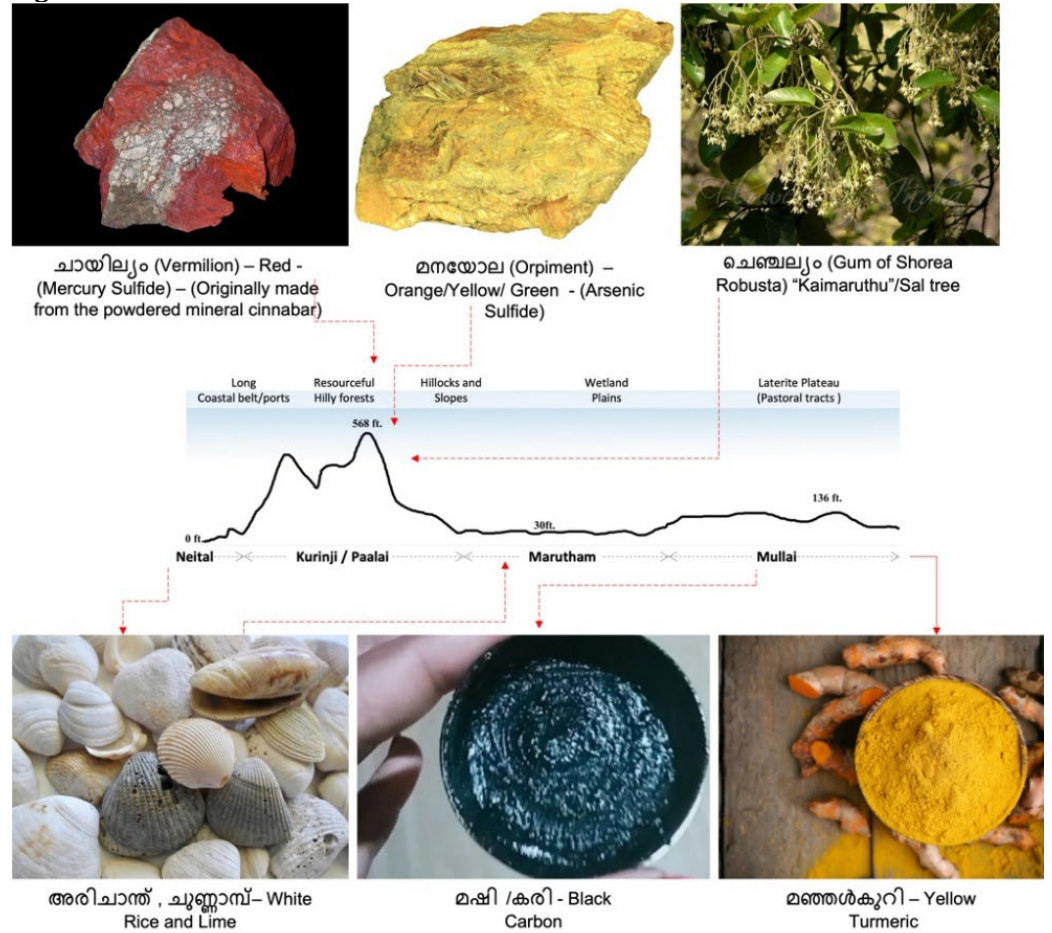 ചായില്യം (Vermilion) – Red -
(Mercury Sulfide) – (Originally made
from the powdered mineral cinnabar)
മനയോല (Orpiment) –
Orange/Yellow/ Green - (Arsenic
Sulfide)
ചെഞ്ചല്യം (Gum of Shorea
Robusta) “Kaimaruthu”/Sal tree
Long
Coastal belt/ports
Resourceful
Hilly forests
Hillocks and
Slopes
Wetland
Plains
Laterite Plateau
(Pastoral tracts )
568 ft.
136 ft.
30ft.
0 ft.
Neital
Kurinji / Paalai
Marutham
Mullai
അരിചാന്ത് , ചുണ്ണാമ്പ്– White
Rice and Lime
മഷി /കരി - Black
Carbon
മഞ്ഞൾകുറി – Yellow
Turmeric